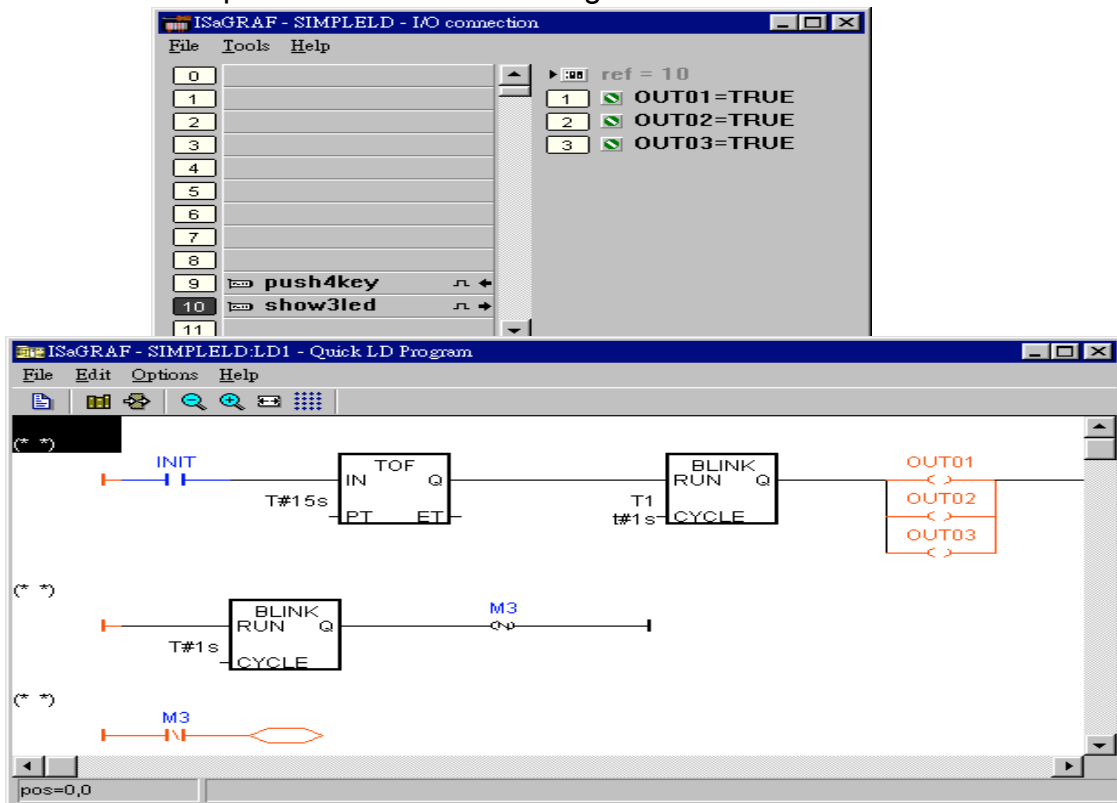 ISaGRAF - SIMPLELD - I/O connection
File Tools Help
0
1
2
3
4
5
6
7
8
9 push4key
10 show3led
11
ref = 10
1 OUT01=TRUE
2 OUT02=TRUE
3 OUT03=TRUE
ISaGRAF - SIMPLELD:LD1 - Quick LD Program
File Edit Options Help
(* *)
INIT
TOF
IN Q
T#15s
PT ET
BLINK
RUN Q
T1
t#1s
CYCLE
OUT01
OUT02
OUT03
(* *)
BLINK
RUN Q
T#1s
CYCLE
M3
(* *)
M3
pos=0,0